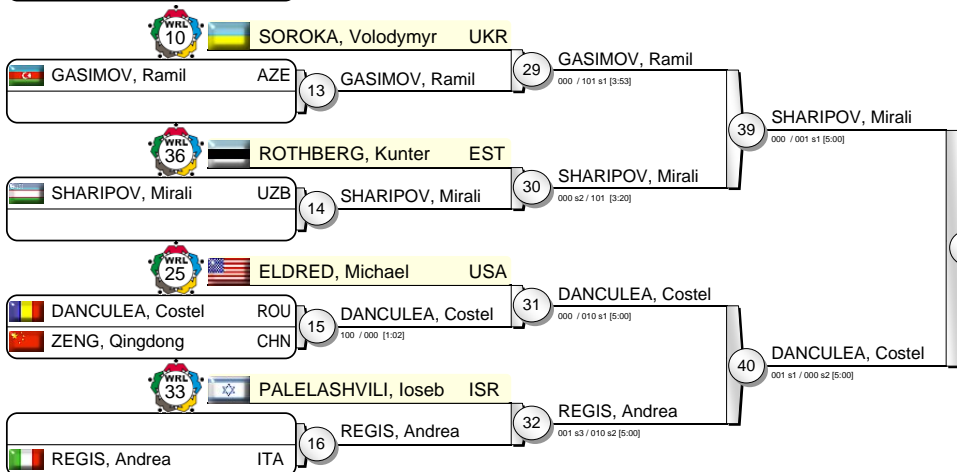 WRL
10
SOROKA, Volodymyr UKR
GASIMOV, Ramil AZE
13
GASIMOV, Ramil
29
GASIMOV, Ramil
000 / 101 s1 [3:53]
39
SHARIPOV, Mirali
000 / 001 s1 [5:00]
WRL
36
ROTHBERG, Kunter EST
SHARIPOV, Mirali UZB
14
SHARIPOV, Mirali
30
SHARIPOV, Mirali
000 s2 / 101 [3:20]
WRL
25
ELDRED, Michael USA
DANCULEA, Costel ROU
ZENG, Qingdong CHN
15
DANCULEA, Costel
100 / 000 [1:02]
31
DANCULEA, Costel
000 / 010 s1 [5:00]
40
DANCULEA, Costel
001 s1 / 000 s2 [5:00]
WRL
33
PALELASHVILI, Ioseb ISR
REGIS, Andrea ITA
16
REGIS, Andrea
32
REGIS, Andrea
001 s3 / 010 s2 [5:00]